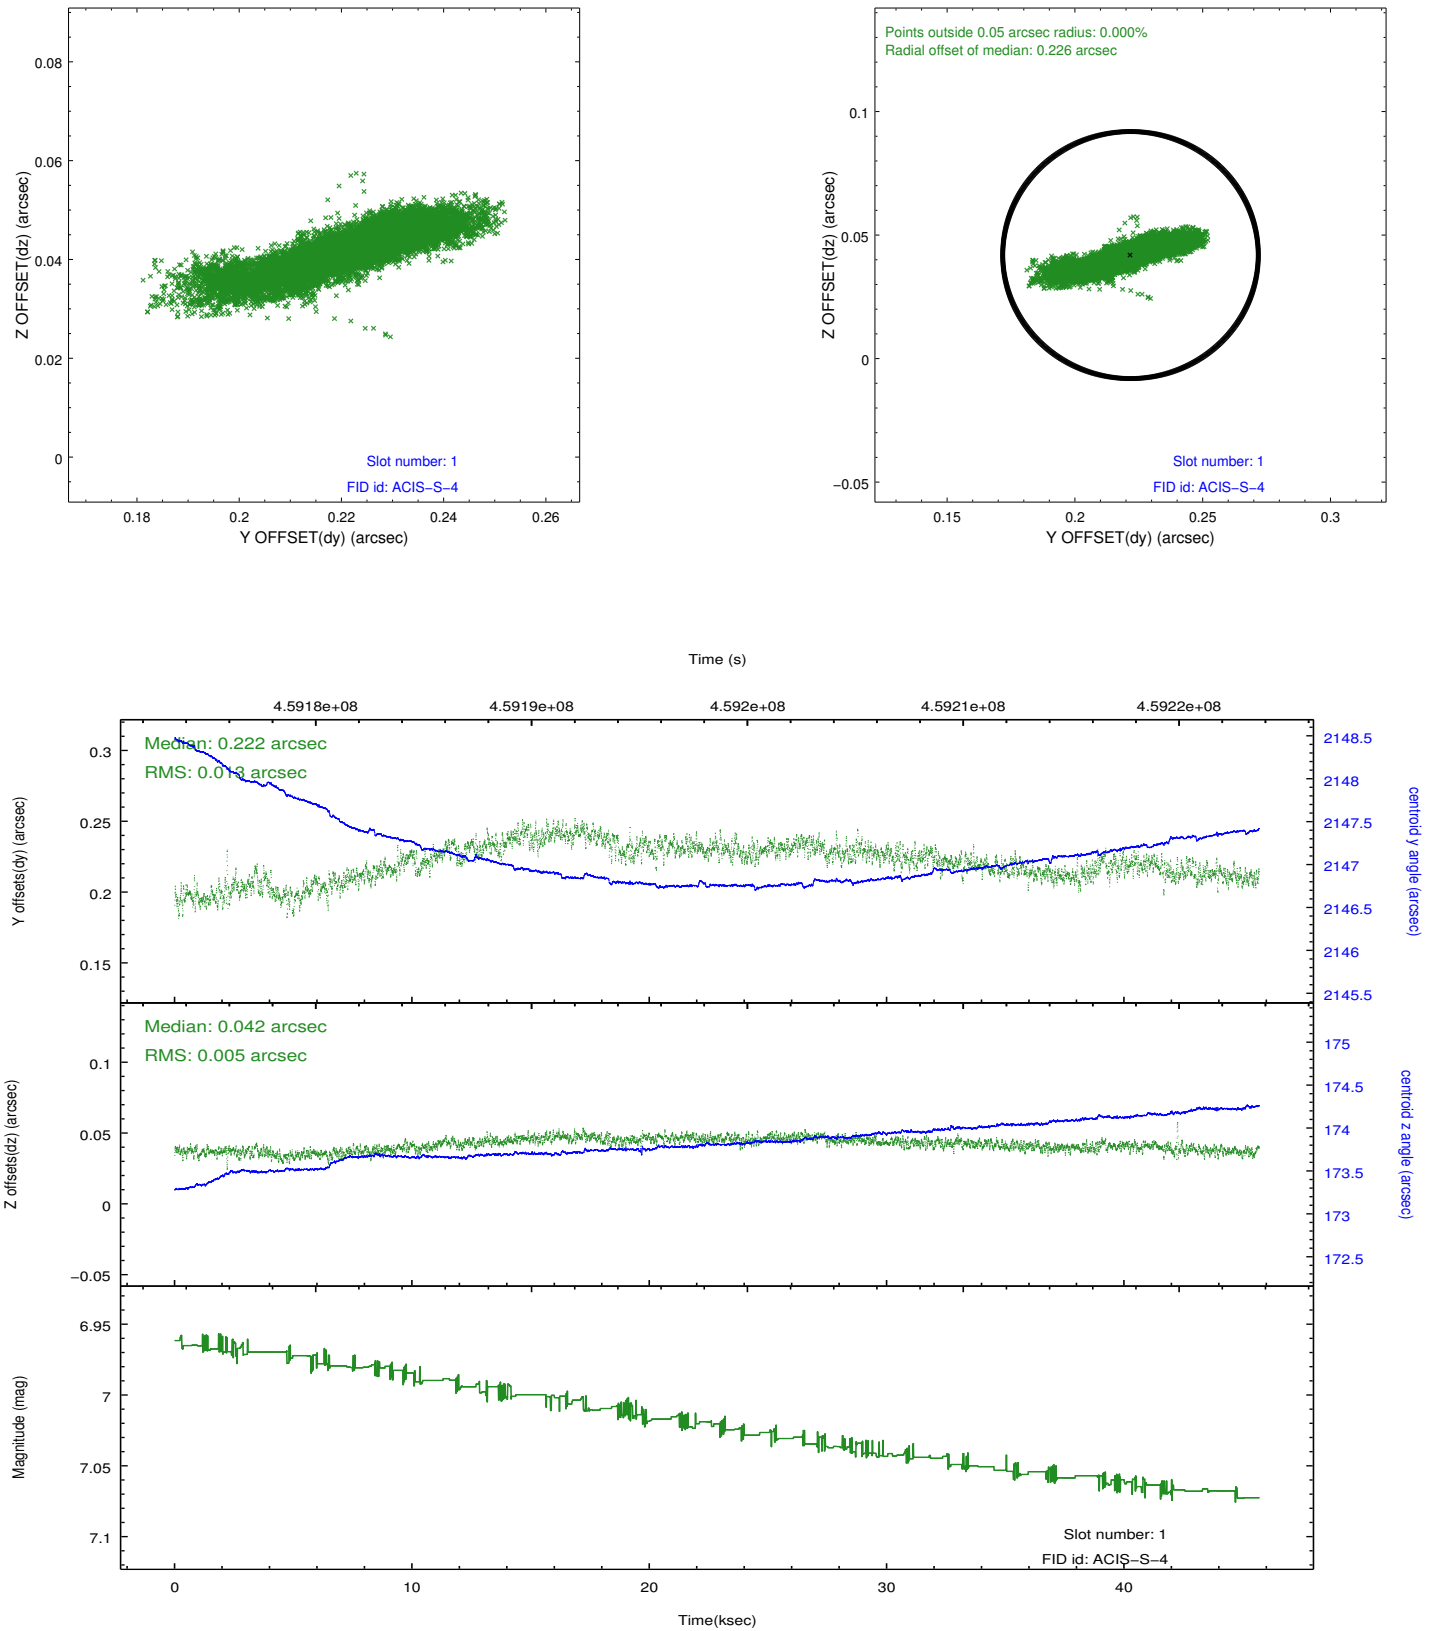 0.08
0.06
0.04
0.02
0
Z OFFSET(dz) (arcsec)
Slot number: 1
FID id: ACIS−S−4
0.18 0.2 0.22 0.24 0.26
Y OFFSET(dy) (arcsec)
Points outside 0.05 arcsec radius: 0.000%
Radial offset of median: 0.226 arcsec
0.1
0.05
0
−0.05
Z OFFSET(dz) (arcsec)
Slot number: 1
FID id: ACIS−S−4
0.15 0.2 0.25 0.3
Y OFFSET(dy) (arcsec)
Time (s)
4.5918e+08 4.5919e+08 4.592e+08 4.5921e+08 4.5922e+08
Median: 0.222 arcsec
RMS: 0.013 arcsec
0.3
0.25
0.2
0.15
Y offsets(dy) (arcsec)
2148.5
2148
2147.5
2147
2146.5
2146
2145.5
centroid y angle (arcsec)
Median: 0.042 arcsec
RMS: 0.005 arcsec
0.1
0.05
0
−0.05
Z offsets(dz) (arcsec)
175
174.5
174
173.5
173
172.5
centroid z angle (arcsec)
6.95
7
7.05
7.1
Magnitude (mag)
Slot number: 1
FID id: ACIS−S−4
0 10 20 30 40
Time(ksec)